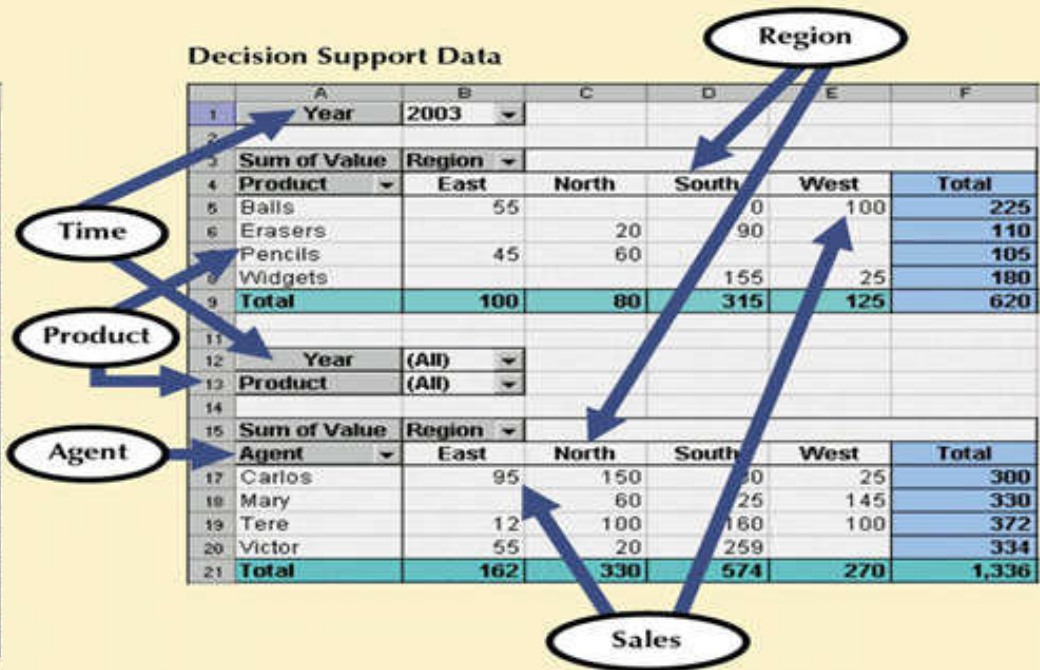 Region
Decision Support Data
A B C D E F
1 Year 2003
3 Sum of Value Region
4 Product East North South West Total
5 Balls 55 100 225
6 Erasers 20 90 110
Pencils 45 60 105
8 Widgets 155 25 180
9 Total 100 80 315 125 620
11
12 Year (All)
13 Product (All)
14
15 Sum of Value Region
Agent East North South West Total
17 Carlos 95 150 25 300
18 Mary 60 145 330
19 Tere 12 100 160 100 372
20 Victor 55 20 259 334
21 Total 162 330 574 270 1,336
Time
Product
Agent
Sales